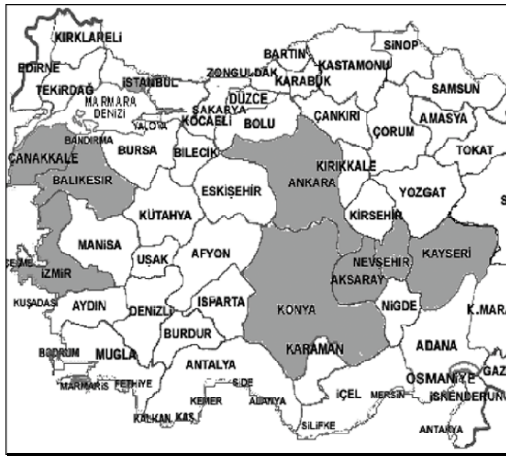 KIRKLARELİ
SİNOP
BARTIN
KASTAMONU
EDİRNE
İSTANBUL
ZONGULDAK
KARABÜK
TEKİRDAĞ
SAMSUN
MARMARA
DENİZİ
DÜZCE
SAKARYA
KOCAELİ
BOLU
ÇANKIRI
AMASYA
YALOVA
ÇORUM
BANDIRMA
ÇANAKKALE
BURSA
BİLECİK
TOKAT
KIRIKKALE
BALIKESİR
ANKARA
ESKİŞEHİR
YOZGAT
KÜTAHYA
KİRŞEHİR
MANİSA
UŞAK
AFYON
NEVŞEHİR
KAYSERİ
İZMİR
AKSARAY
KUŞADASI
AYDIN
DENİZLİ
ISPARTA
KONYA
NİĞDE
K.MARA
BURDUR
BODRUM
MUGLA
KARAMAN
ADANA
ANTALYA
OSMANİYE
GAZ
MARMARİS
FETHİYE
SİDE
KEMER
ALANYA
İÇEL
MERSİN
İSKENDERUN
KALKAN
KAŞ
SİLİFKE
ANTAKYA